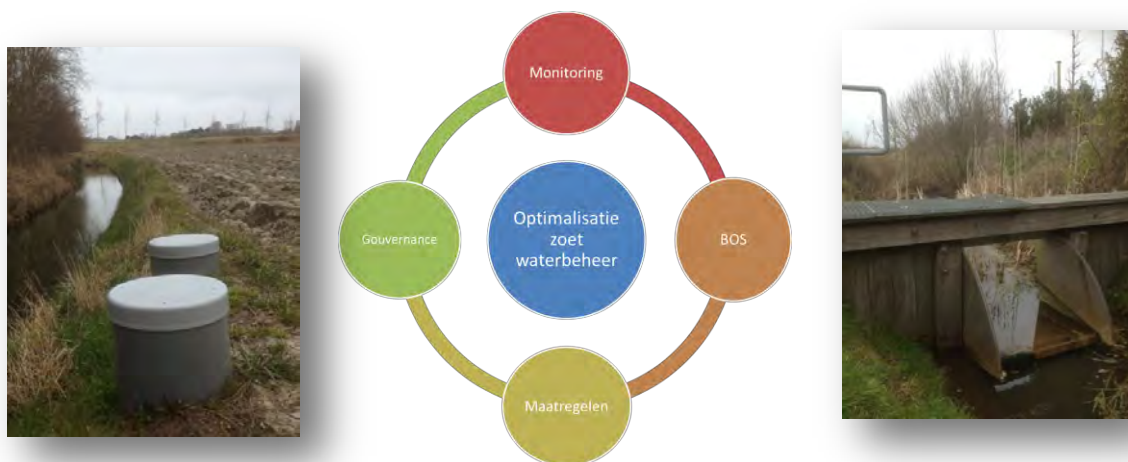 Monitoring
Gouvernance
Optimalisatie
zoet
waterbeheer
BOS
Maatregelen